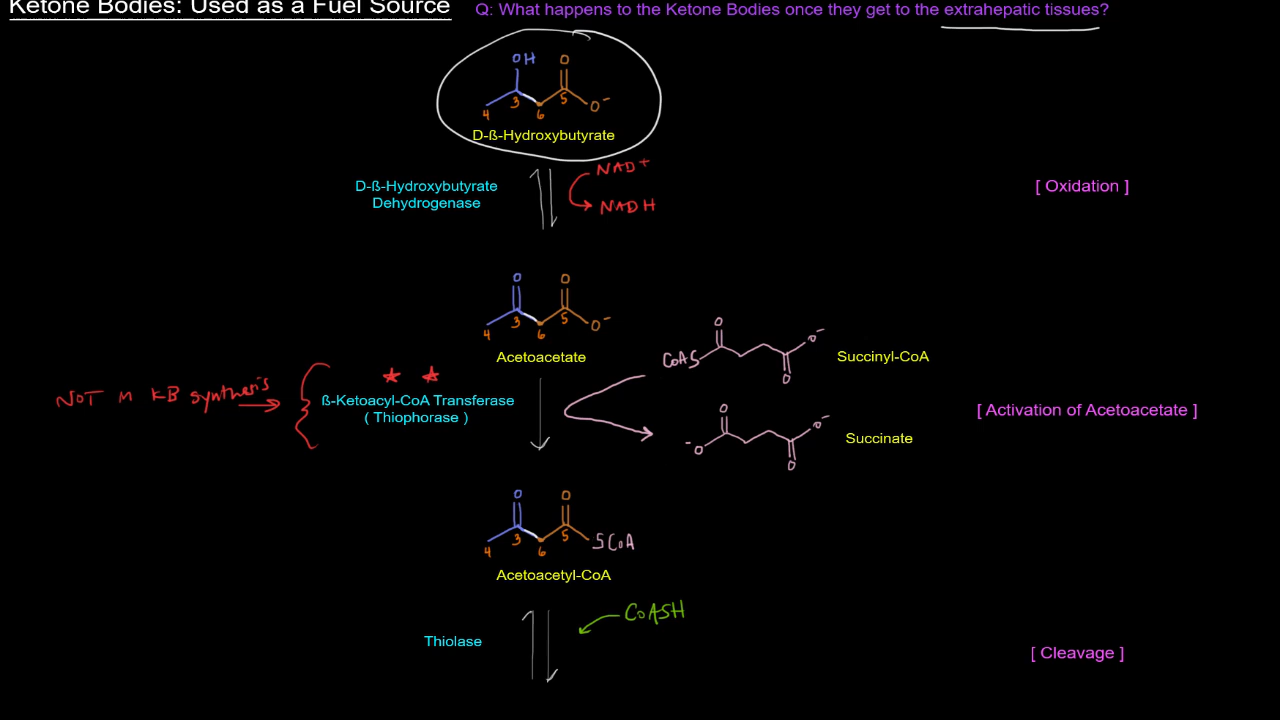 Ketone Bodies: Used as a Fuel Source
Q: What happens to the Ketone Bodies once they get to the extrahepatic tissues?
OH O
4 3 6 5 O⁻
D-ß-Hydroxybutyrate
NAD+
D-ß-Hydroxybutyrate
Dehydrogenase
NADH
[ Oxidation ]
O O
4 3 6 5 O⁻
Acetoacetate
O O⁻
CoAS
O
Succinyl-CoA
NOT in KB synthesis
ß-Ketoacyl-CoA Transferase
( Thiophorase )
[ Activation of Acetoacetate ]
O O⁻
⁻O
O
Succinate
O O
4 3 6 5 SCoA
Acetoacetyl-CoA
CoASH
Thiolase
[ Cleavage ]